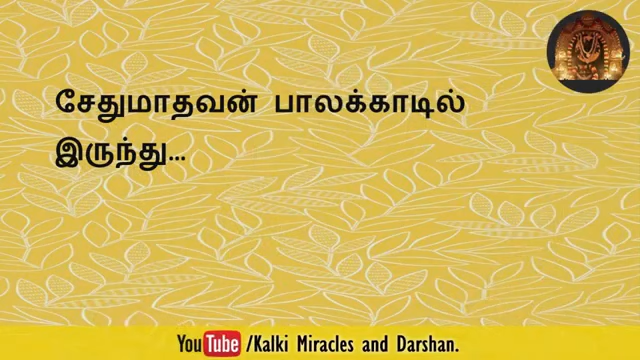 சேதுமாதவன் பாலக்காடில்
இருந்து...
YouTube /Kalki Miracles and Darshan.